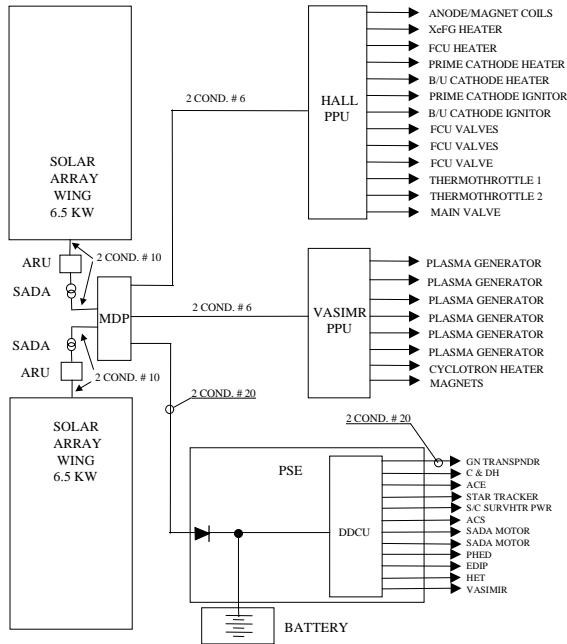 SOLAR
ARRAY
WING
6.5 KW
ARU
2 COND. # 10
SADA
MDP
SADA
ARU
2 COND. # 10
SOLAR
ARRAY
WING
6.5 KW
2 COND. # 6
HALL
PPU
ANODE/MAGNET COILS
XeFG HEATER
FCU HEATER
PRIME CATHODE HEATER
B/U CATHODE HEATER
PRIME CATHODE IGNITOR
B/U CATHODE IGNITOR
FCU VALVES
FCU VALVES
FCU VALVE
THERMOTHROTTLE 1
THERMOTHROTTLE 2
MAIN VALVE
2 COND. # 6
VASIMR
PPU
PLASMA GENERATOR
PLASMA GENERATOR
PLASMA GENERATOR
PLASMA GENERATOR
PLASMA GENERATOR
PLASMA GENERATOR
CYCLOTRON HEATER
MAGNETS
2 COND. # 20
2 COND. # 20
PSE
DDCU
GN TRANSPNDR
C & DH
ACE
STAR TRACKER
S/C SURVHTR PWR
ACS
SADA MOTOR
SADA MOTOR
PHED
EDIP
HET
VASIMIR
BATTERY